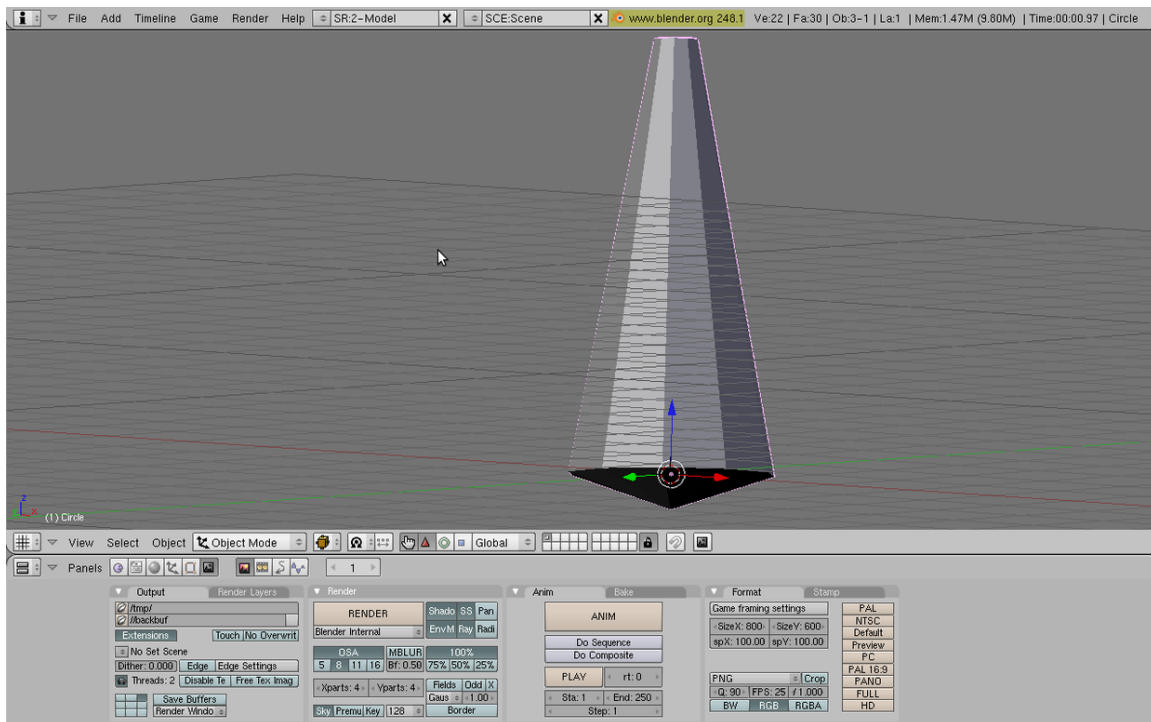 File Add Timeline Game Render Help SR:2-Model X SCE:Scene X www.blender.org 248.1 Ve:22 | Fa:30 | Ob:3-1 | La:1 | Mem:1.47M (9.80M) | Time:00:00.97 | Circle
z
x
(1) Circle
View Select Object Object Mode Global
Panels 1
Output Render Layers Render Anim Bake Format Stamp
/tmp/
//backbuf
Extensions Touch No Overwrit
No Set Scene
Dither: 0.000 Edge Edge Settings
Threads: 2 Disable Te Free Tex Imag
Save Buffers
Render Windo
RENDER Shado SS Pan
Blender Internal EnvM Ray Radi
OSA MBLUR 100%
5 8 11 16 Bf: 0.50 75% 50% 25%
Xparts: 4 Yparts: 4 Fields Odd X
Gaus 1.00
Sky Premu Key 128 Border
ANIM
Do Sequence
Do Composite
PLAY rt: 0
Sta: 1 End: 250
Step: 1
Game framing settings
SizeX: 800 SizeY: 600
spX: 100.00 spY: 100.00
PNG Crop
Q: 90 FPS: 25 / 1.000
BW RGB RGBA
PAL
NTSC
Default
Preview
PC
PAL 16:9
PANO
FULL
HD